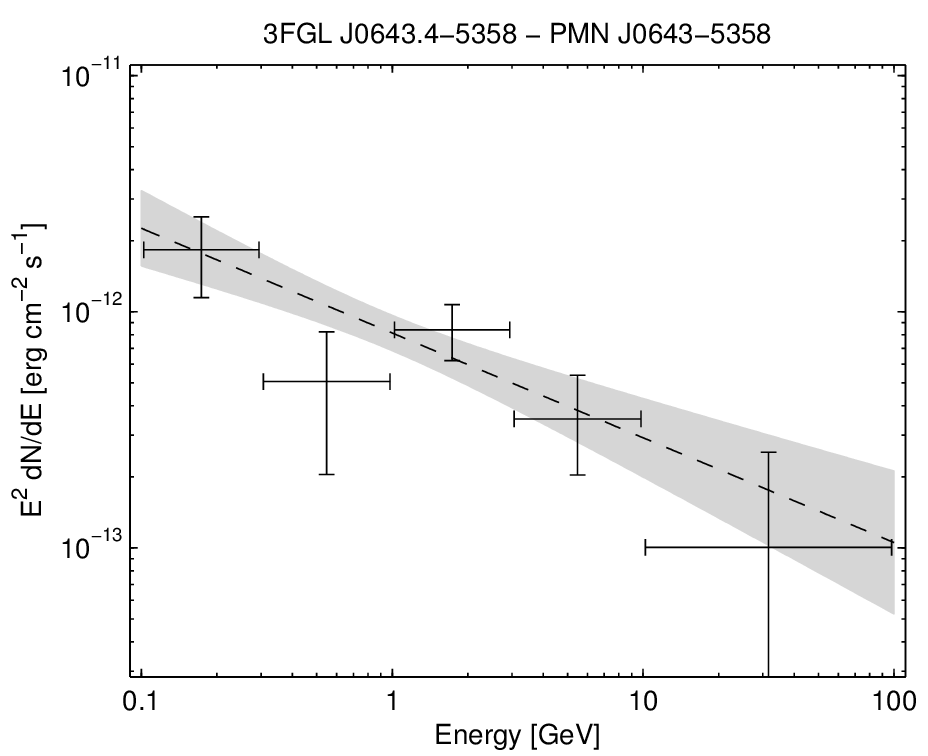 3FGL J0643.4−5358 − PMN J0643−5358
10⁻¹¹
10⁻¹²
10⁻¹³
E² dN/dE [erg cm⁻² s⁻¹]
0.1 1 10 100
Energy [GeV]